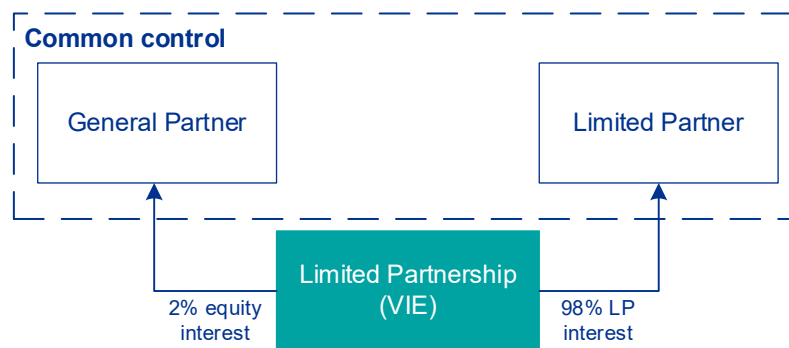 Common control
General Partner
Limited Partner
Limited Partnership
(VIE)
2% equity
interest
98% LP
interest